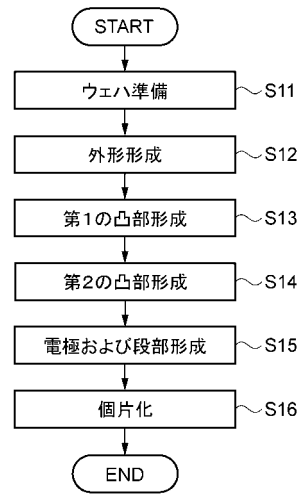 START
ウェハ準備 S11
外形形成 S12
第1の凸部形成 S13
第2の凸部形成 S14
電極および段部形成 S15
個片化 S16
END